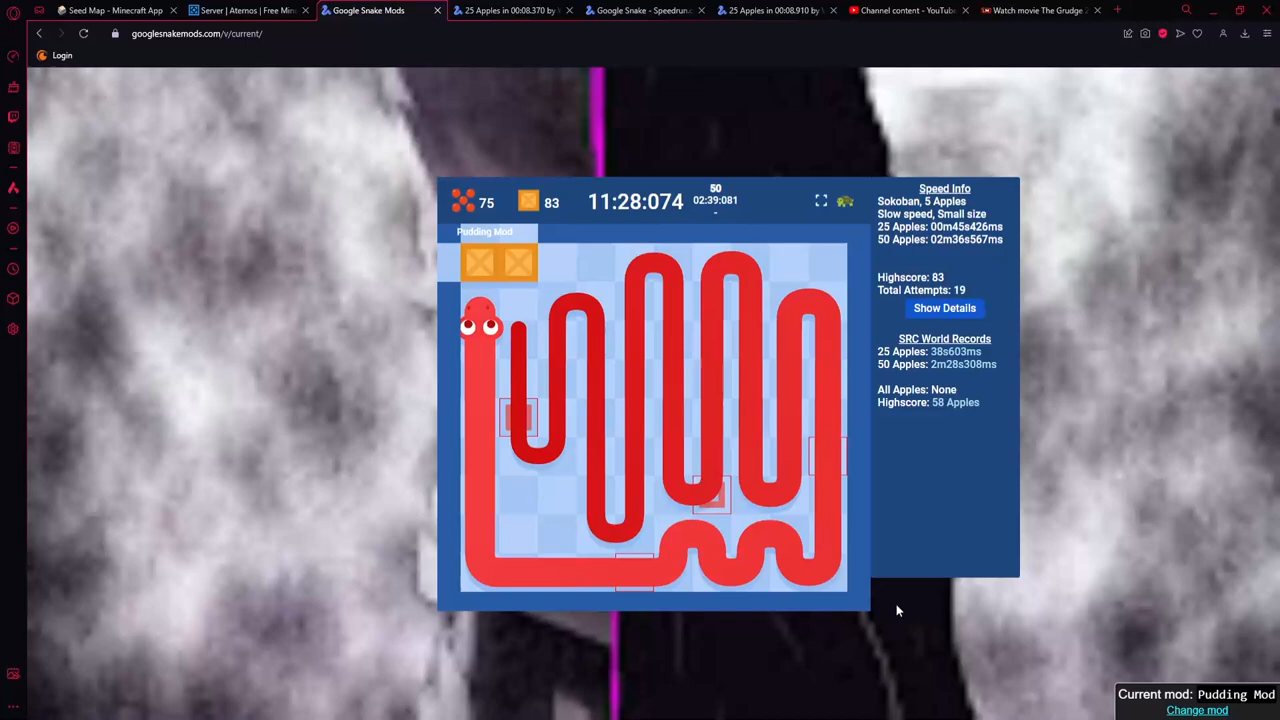 Seed Map - Minecraft App
Server | Aternos | Free Min
Google Snake Mods
25 Apples in 00:08.370 by
Google Snake - Speedrun.
25 Apples in 00:08.910 by
Channel content - YouTube
Watch movie The Grudge
googlesnakemods.com/v/current/
Login
75
83
11:28:074
50
02:39:081
-
Pudding Mod
Speed Info
Sokoban, 5 Apples
Slow speed, Small size
25 Apples: 00m45s426ms
50 Apples: 02m36s567ms
Highscore: 83
Total Attempts: 19
Show Details
SRC World Records
25 Apples: 38s603ms
50 Apples: 2m28s308ms
All Apples: None
Highscore: 58 Apples
Current mod: Pudding Mod
Change mod